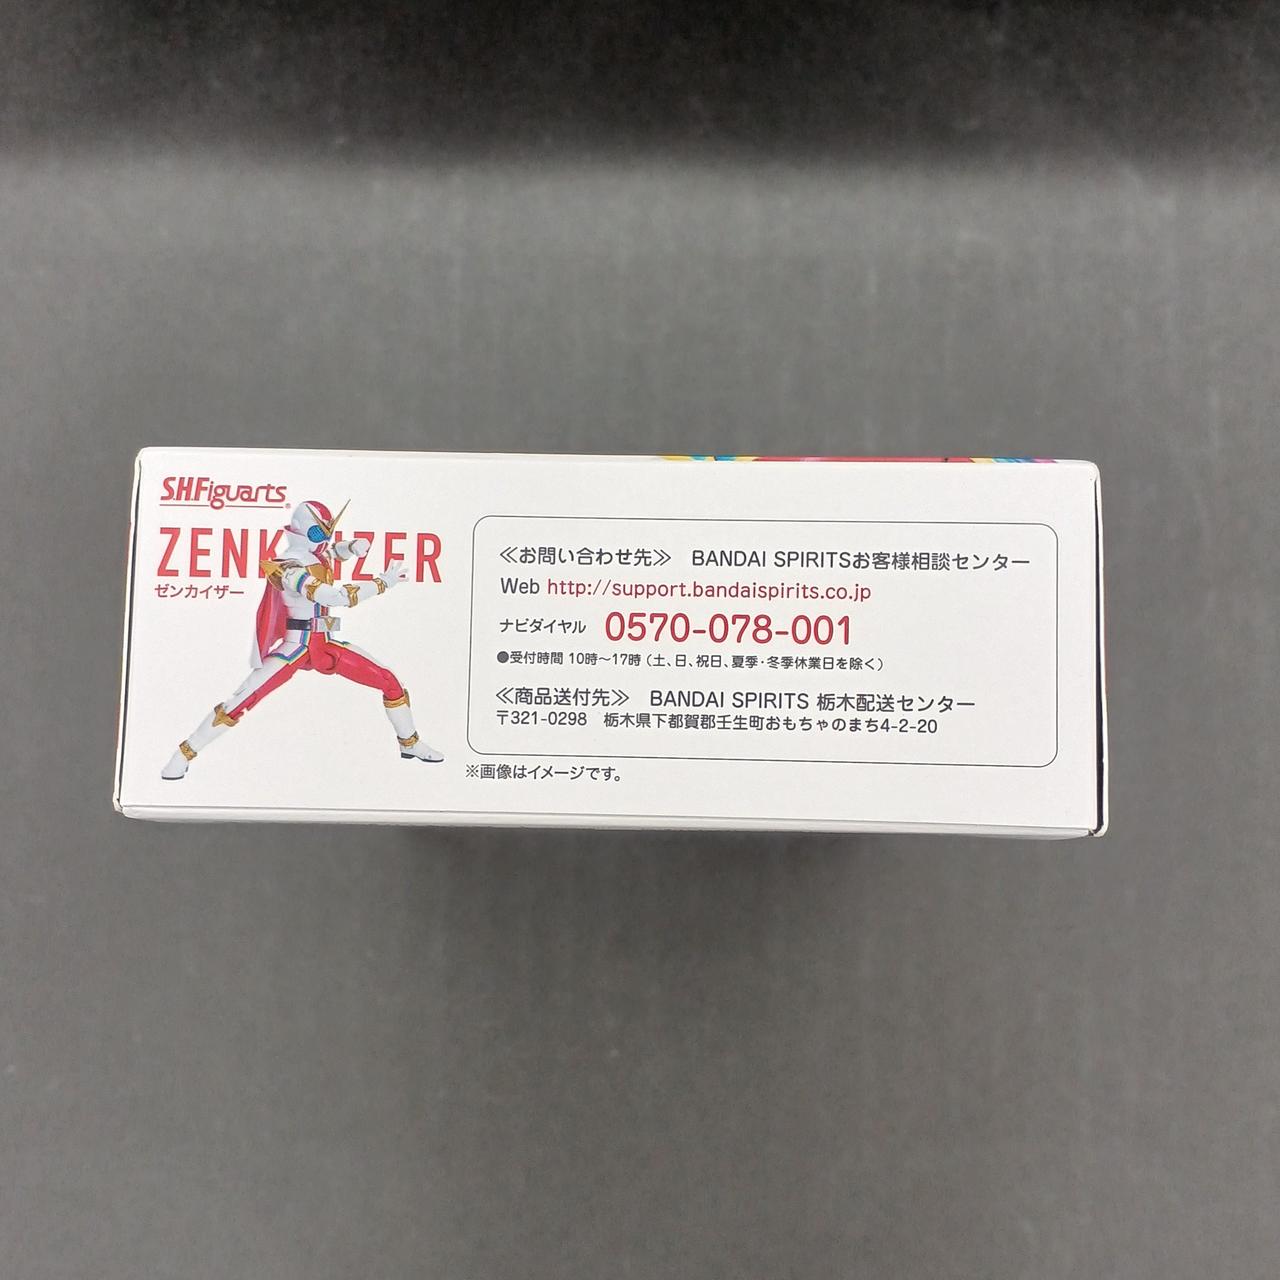 S.H.Figuarts
ZENKAIZER
ゼンカイザー
≪お問い合わせ先≫ BANDAI SPIRITSお客様相談センター
Web http://support.bandaispirits.co.jp
ナビダイヤル 0570-078-001
●受付時間 10時～17時（土、日、祝日、夏季・冬季休業日を除く）
≪商品送付先≫ BANDAI SPIRITS 栃木配送センター
〒321-0298 栃木県下都賀郡壬生町おもちゃのまち4-2-20
※画像はイメージです。